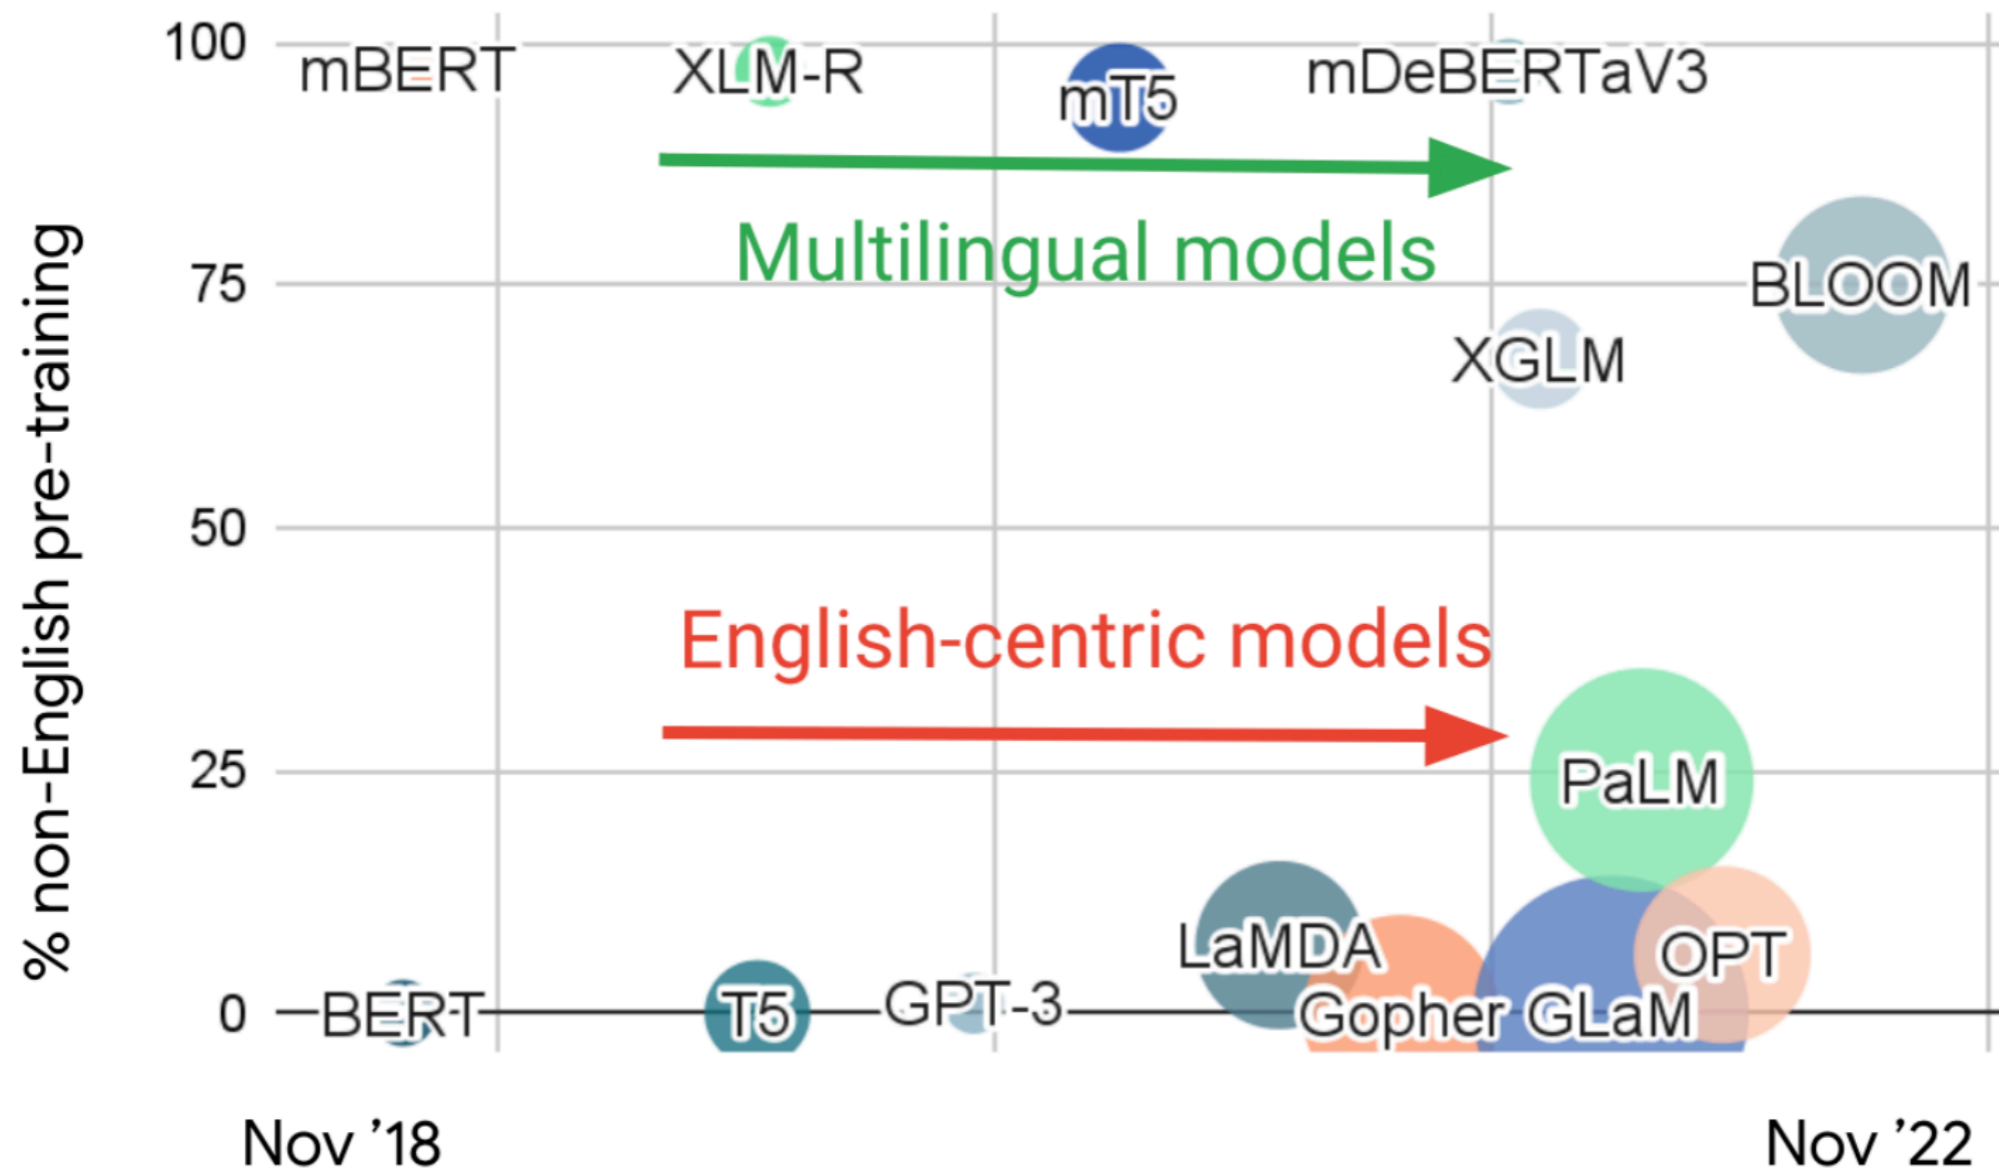 100
mBERT
XLM-R
mT5
mDeBERTaV3
Multilingual models
75
BLOOM
XGLM
% non-English pre-training
50
English-centric models
25
PaLM
LaMDA
OPT
0
BERT
T5
GPT-3
Gopher
GLaM
Nov ’18
Nov ’22